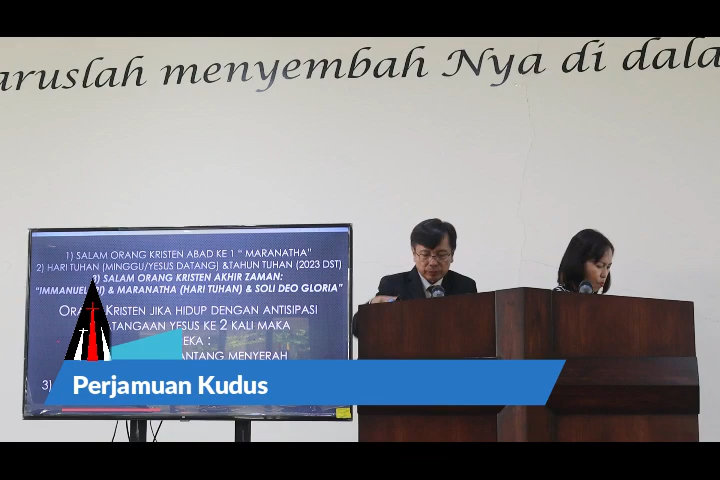 aruslah menyembah Nya di dala
1) SALAM ORANG KRISTEN ABAD KE 1 " MARANATHA"
2) HARI TUHAN (MINGGU/YESUS DATANG) &TAHUN TUHAN (2023 DST)
3) SALAM ORANG KRISTEN AKHIR ZAMAN:
& MARANATHA (HARI TUHAN) & SOLI DEO GLORIA"
KRISTEN JIKA HIDUP DENGAN ANTISIPASI
YESUS KE 2 KALI MAKA
MENYERAH
3)
Perjamuan Kudus